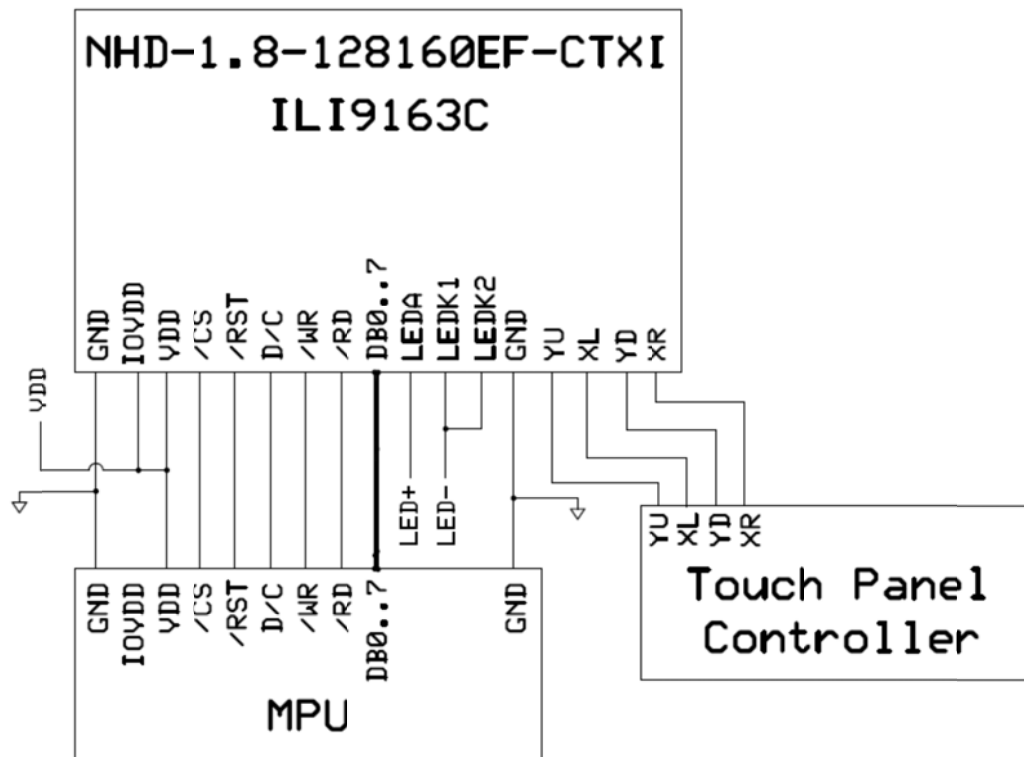 NHD-1.8-128160EF-CTXI
ILI9163C
GND
IOVDD
VDD
/CS
/RST
D/C
/WR
/RD
DB0..7
LEDA
LEDK1
LEDK2
GND
YU
XL
YD
XR
VDD
LED+
LED-
GND
IOVDD
VDD
/CS
/RST
D/C
/WR
/RD
DB0..7
GND
MPU
YU
XL
YD
XR
Touch Panel
Controller